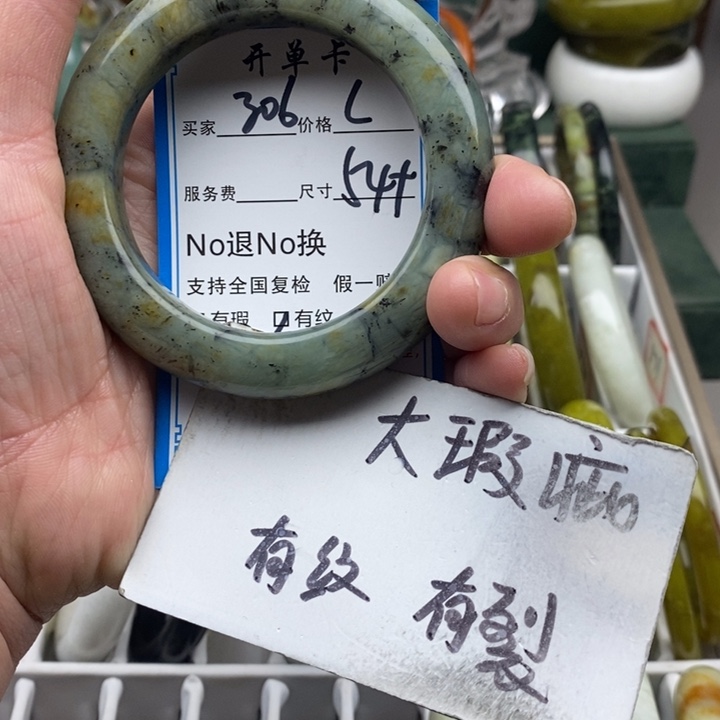 开单卡
买家 306 价格 L
服务费 尺寸 54#
No退No换
支持全国复检 假一赔
有瑕 有纹
大瑕疵
有纹 有裂